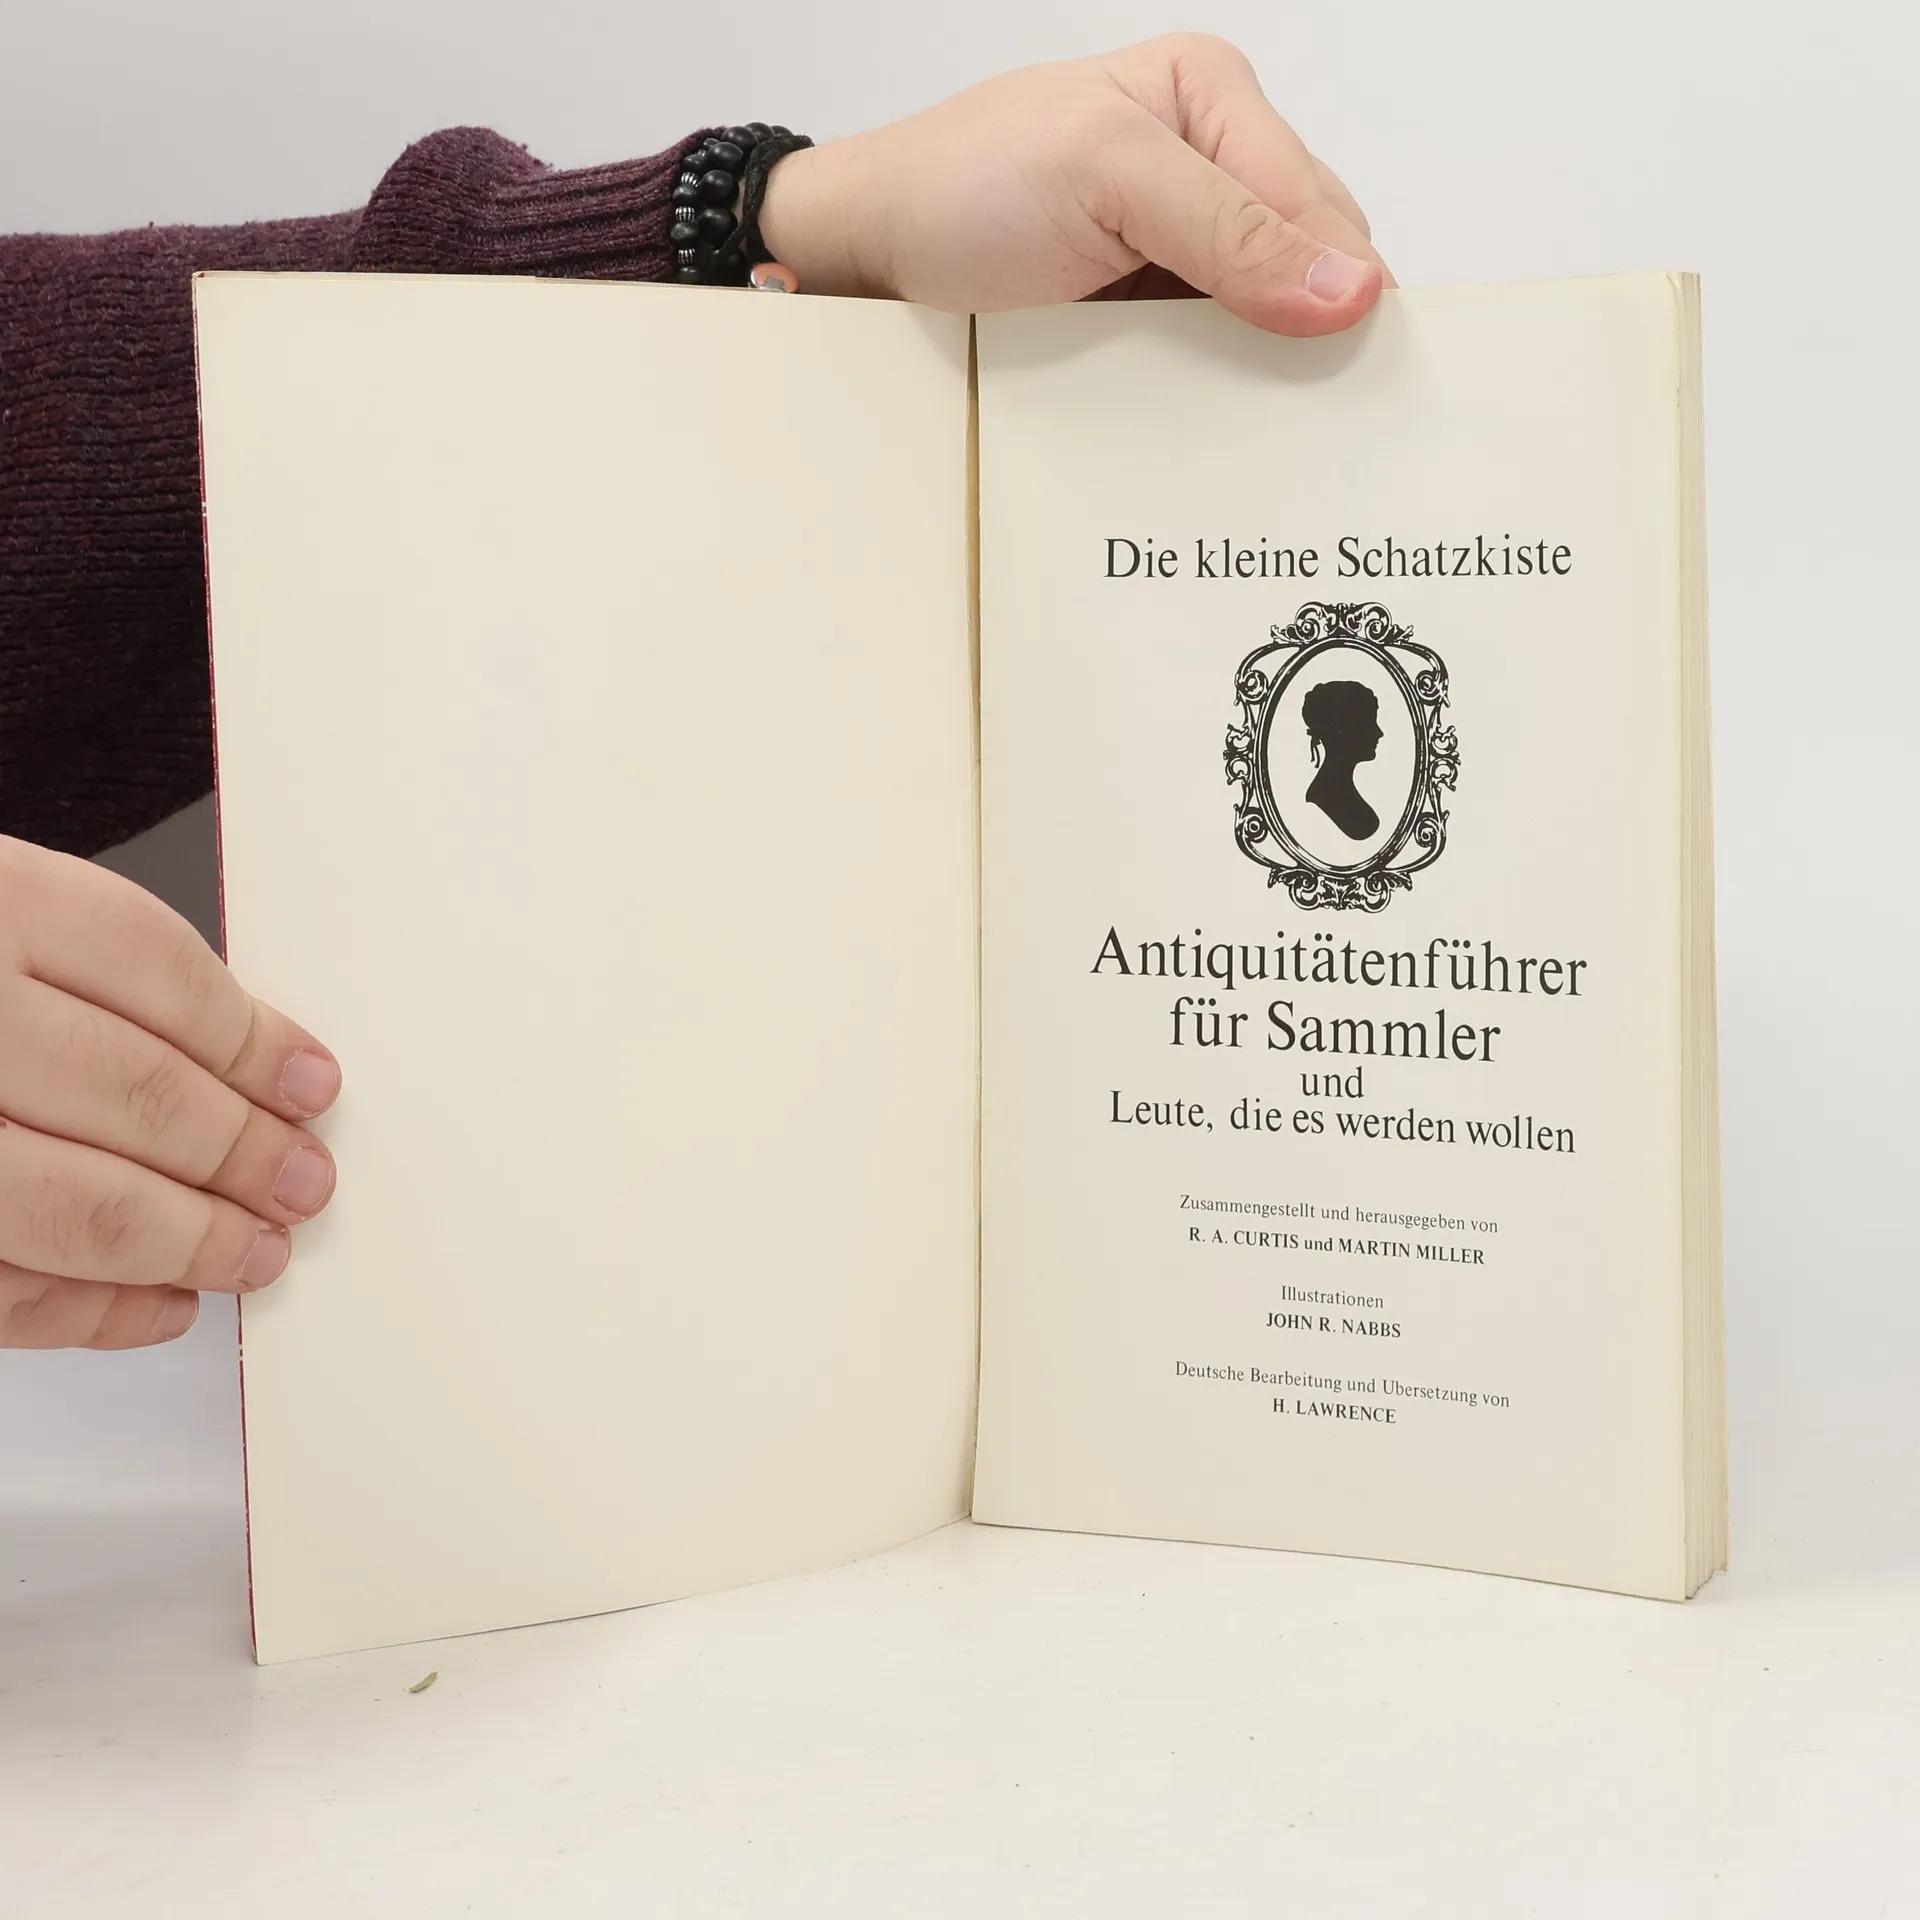 Die kleine Schatzkiste
Antiquitätenführer
für Sammler
und
Leute, die es werden wollen
Zusammengestellt und herausgegeben von
R. A. CURTIS und MARTIN MILLER
Illustrationen
JOHN R. NABBS
Deutsche Bearbeitung und Ubersetzung von
H. LAWRENCE